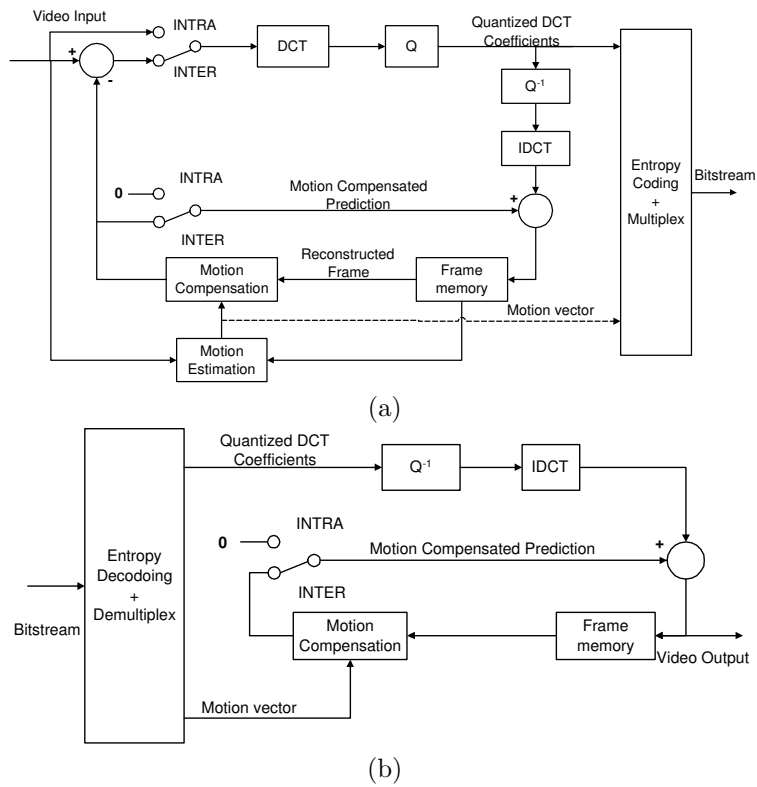 Video Input
INTRA
+
-
INTER
DCT
Q
Quantized DCT
Coefficients
Q-1
IDCT
Entropy
Coding
+
Multiplex
Bitstream
0
INTRA
INTER
Motion Compensated
Prediction
+
Motion
Compensation
Reconstructed
Frame
Frame
memory
Motion vector
Motion
Estimation
(a)
Entropy
Decodoing
+
Demultiplex
Bitstream
Quantized DCT
Coefficients
Q-1
IDCT
0
INTRA
INTER
Motion Compensated Prediction
+
Motion
Compensation
Frame
memory
Video Output
Motion vector
(b)